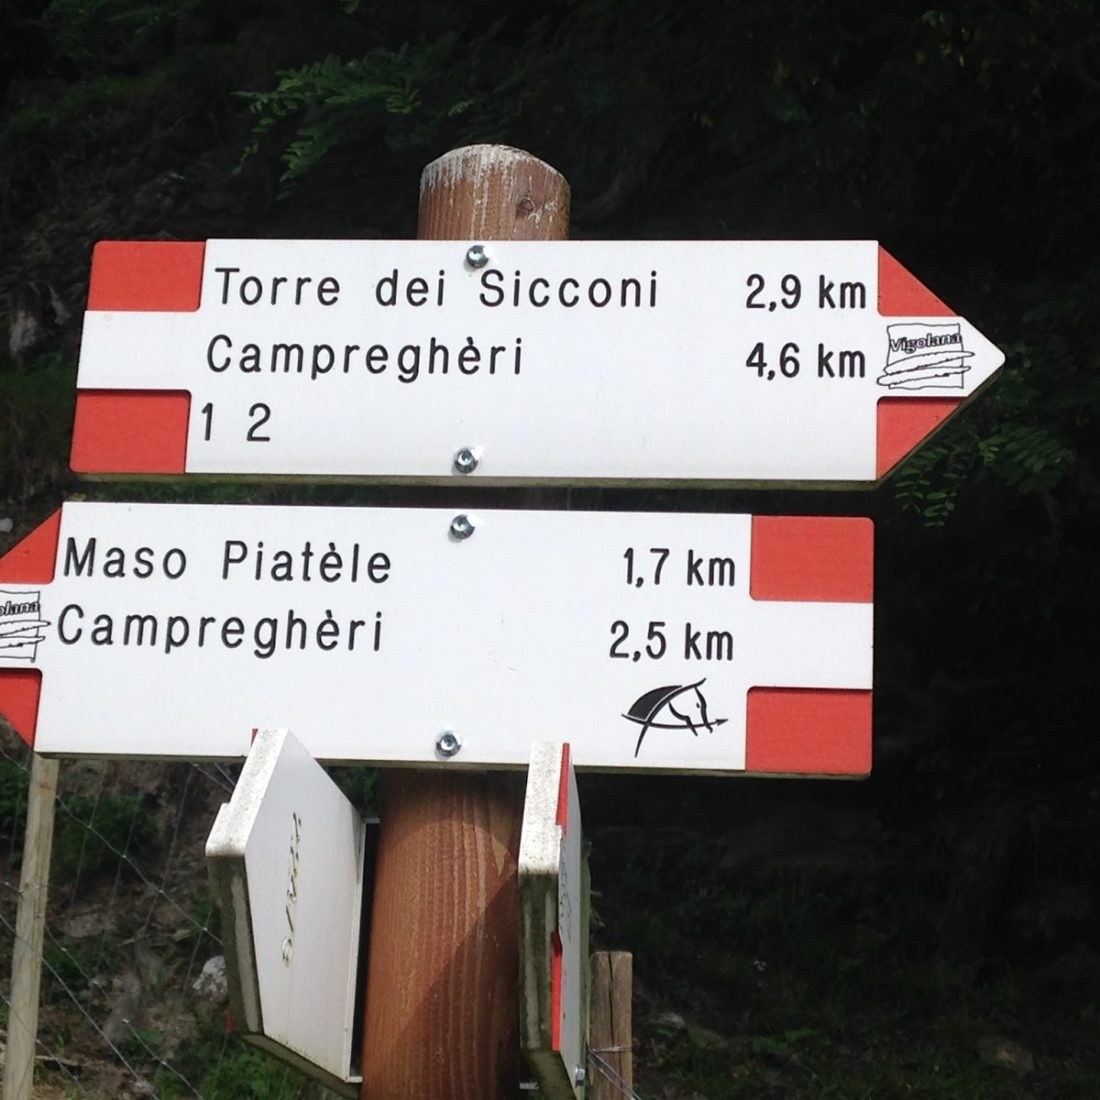 Torre dei Sicconi 2,9 km
Campreghèri 4,6 km
Vigolana
1 2
Maso Piatèle 1,7 km
olana
Campreghèri 2,5 km